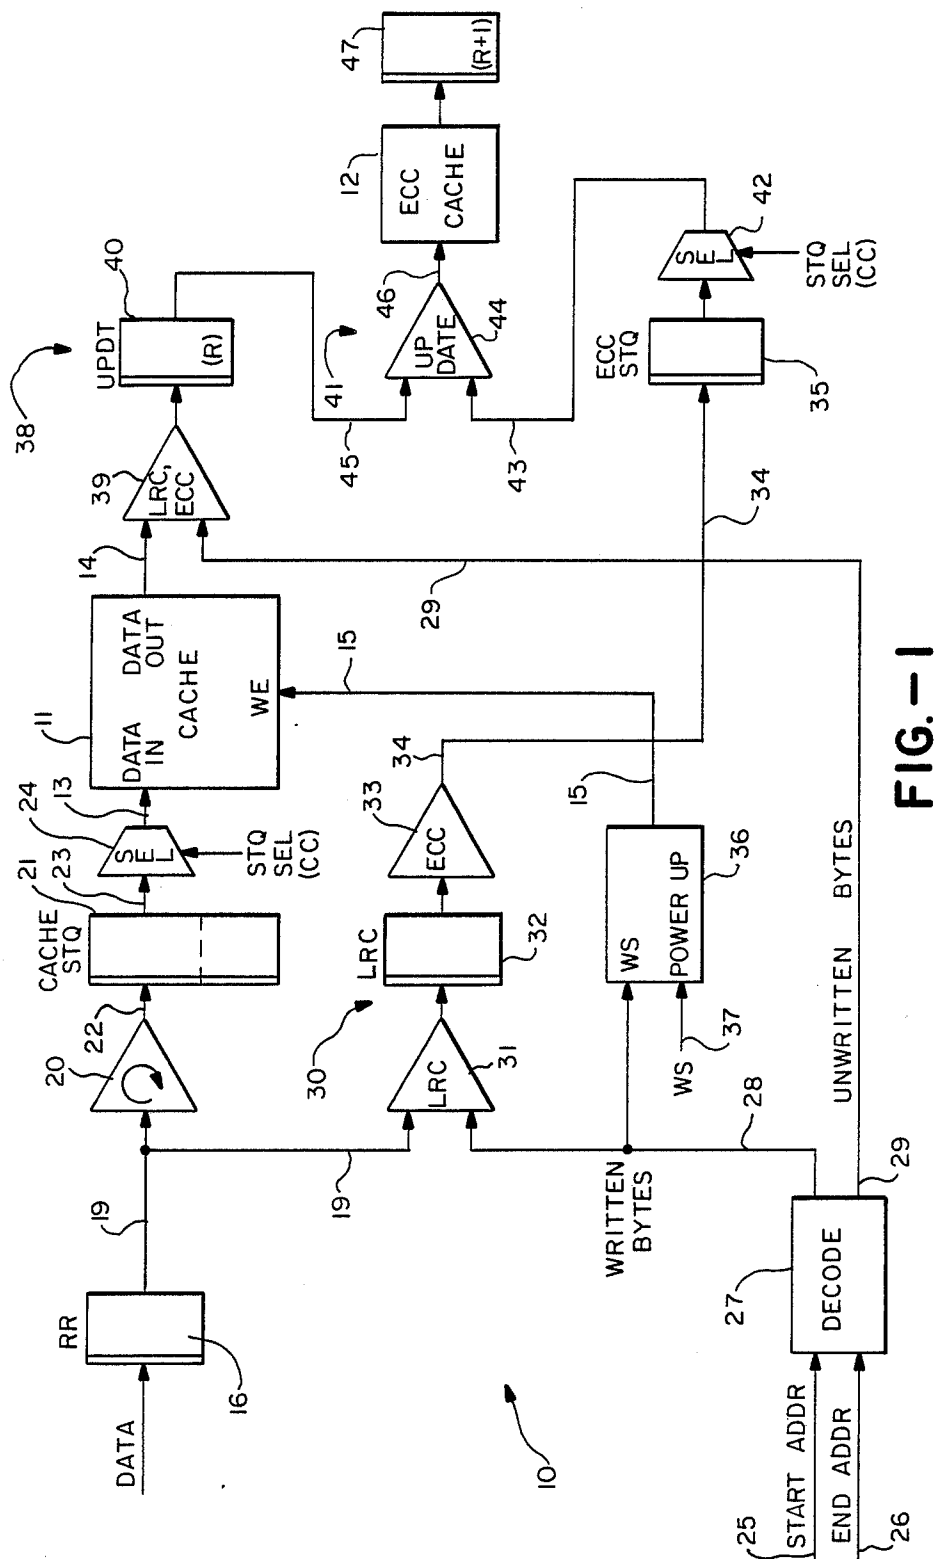 38
UPDT
40
(R)
39
LRC,
ECC
14
11
DATA
IN
DATA
OUT
CACHE
WE
13
24
SEL
STQ
SEL
(CC)
21
23
CACHE
STQ
22
20
19
RR
16
DATA
47
(R+1)
12
ECC
CACHE
46
UP
DATE
44
41
45
43
29
15
34
33
ECC
LRC
32
30
LRC
31
19
10
42
SEL
STQ
SEL
(CC)
ECC
STQ
35
34
15
36
WS
POWER UP
WS
37
28
WRITTEN
BYTES
UNWRITTEN BYTES
29
27
DECODE
25
START ADDR
END ADDR
26
FIG.-1